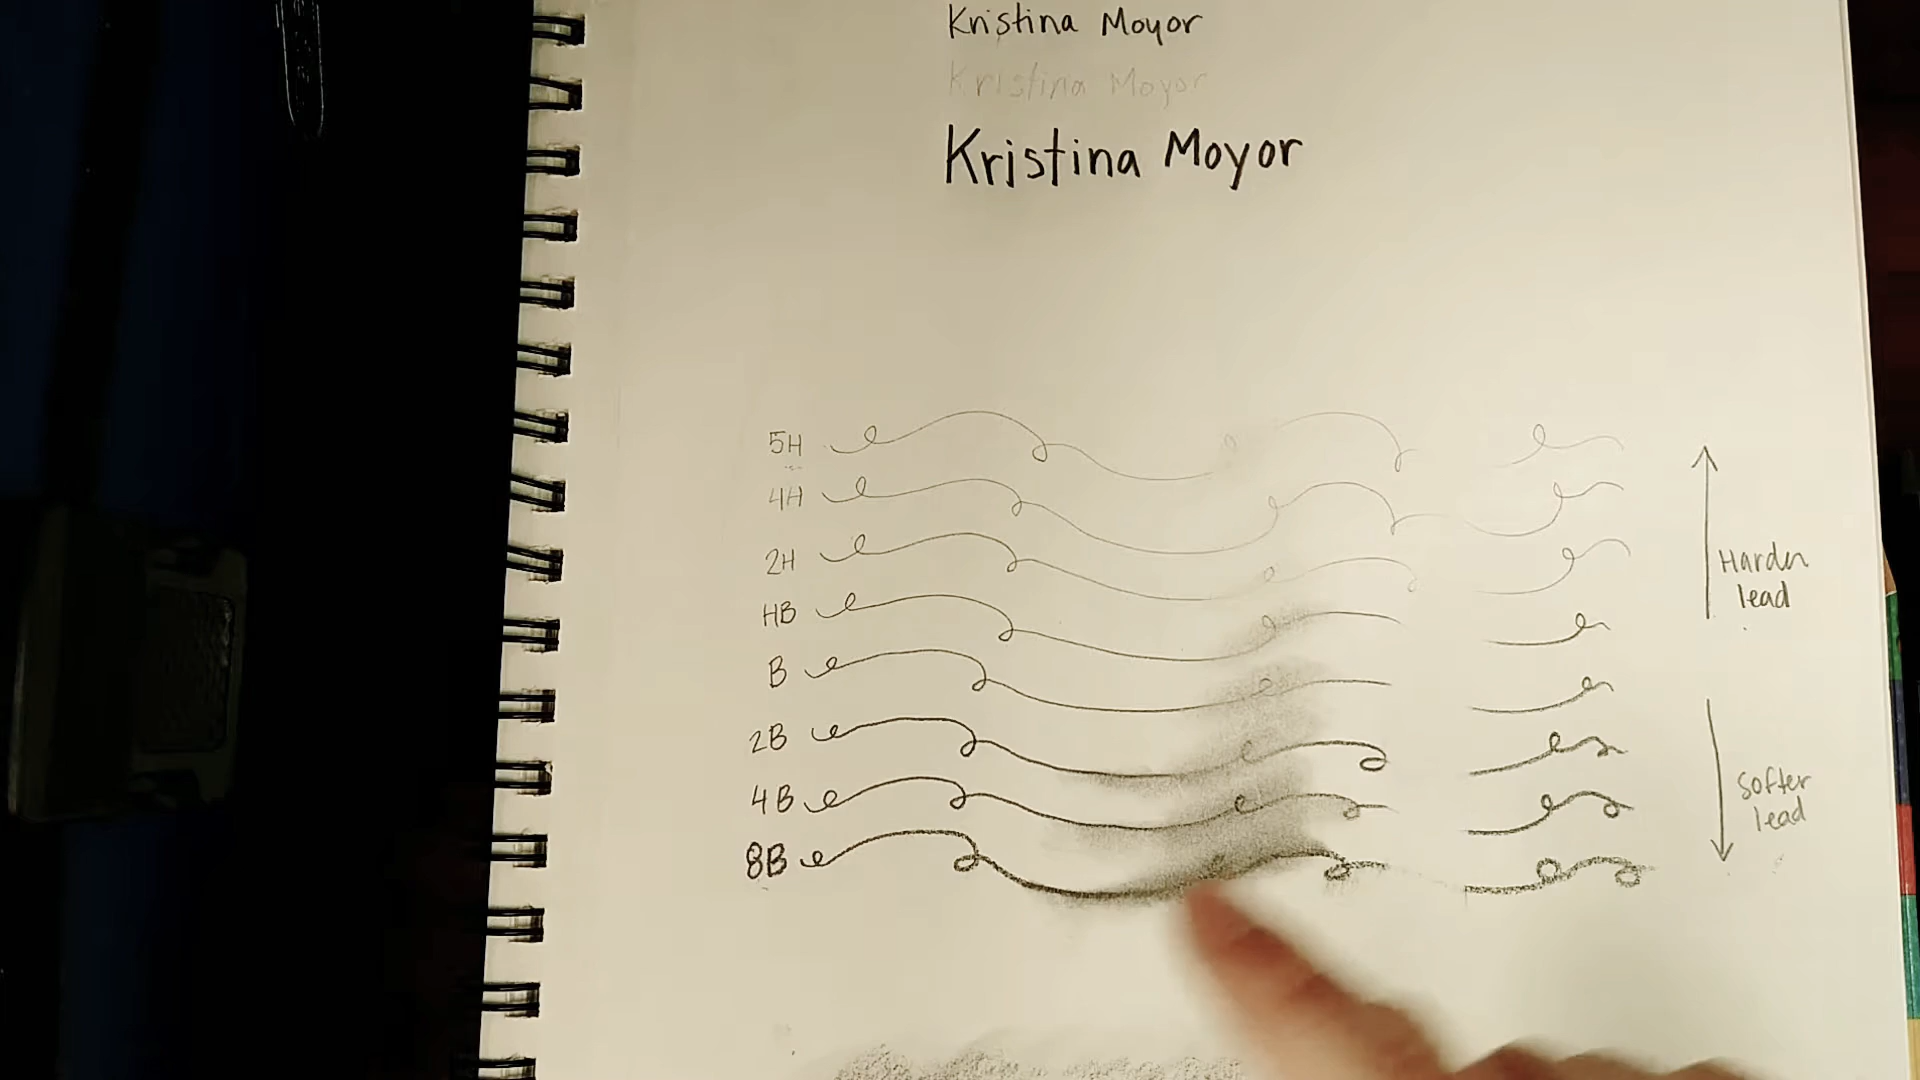 Kristina Moyor
Kristina Moyor
Kristina Moyor
5H
4H
2H
HB
B
2B
4B
8B
Harder
lead
Softer
lead